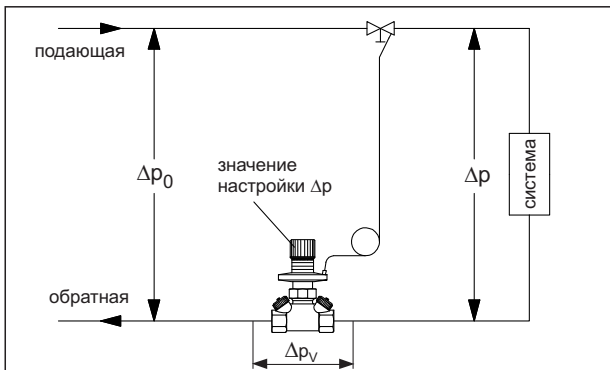 подающая
Δp₀
значение
настройки Δp
Δp
система
обратная
Δpᵥ